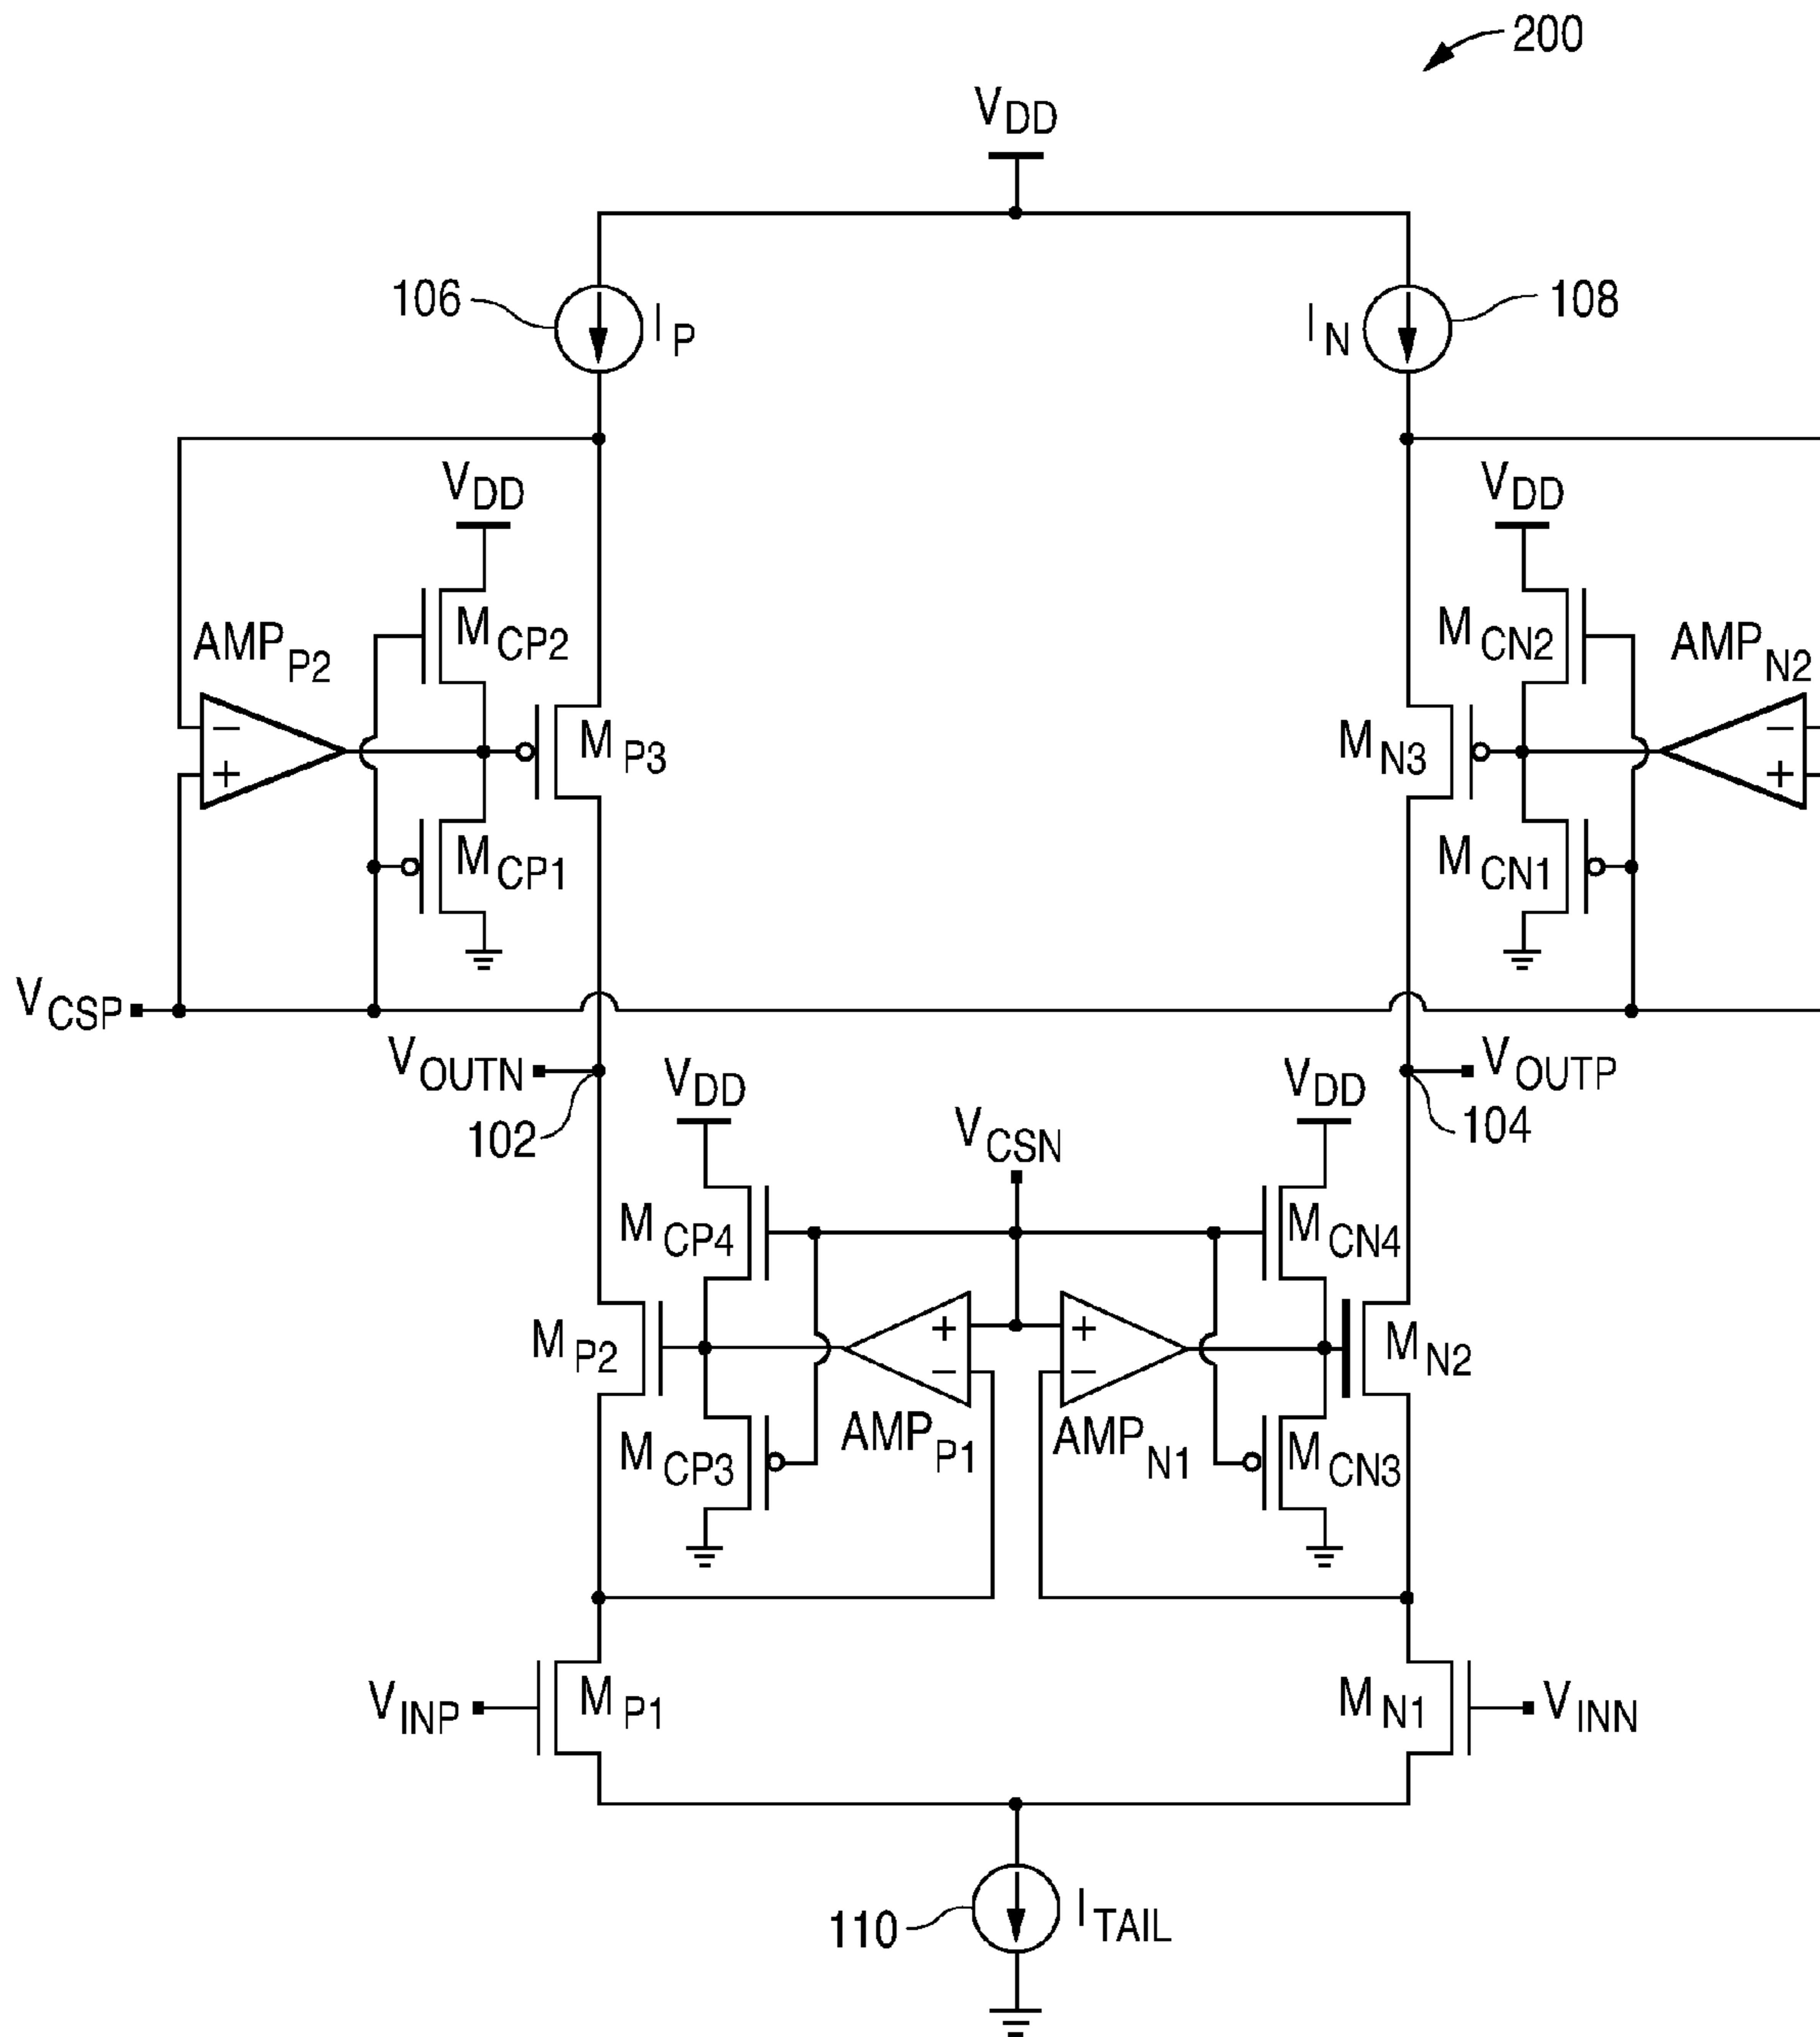 200
VDD
106
IP
IN
108
VDD
VDD
AMPP2
MCP2
MCN2
AMPN2
−
+
MP3
MN3
−
+
MCP1
MCN1
VCSP
VOUTN
VDD
VDD
VOUTP
102
VCSN
104
MCP4
MCN4
MP2
+
−
+
−
MN2
MCP3
AMPP1
AMPN1
MCN3
VINP
MP1
MN1
VINN
110
ITAIL